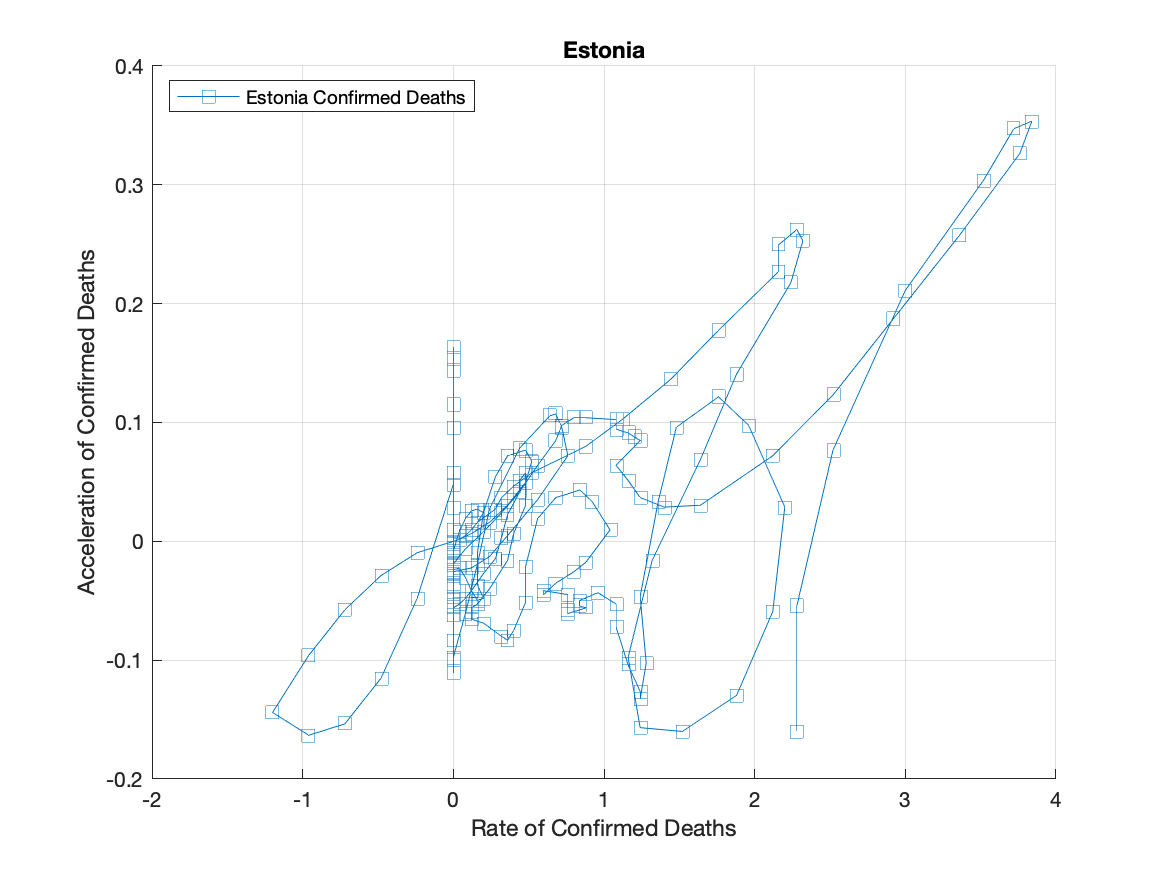 Estonia
0.4
Estonia Confirmed Deaths
0.3
0.2
0.1
0
-0.1
-0.2
Acceleration of Confirmed Deaths
-2 -1 0 1 2 3 4
Rate of Confirmed Deaths